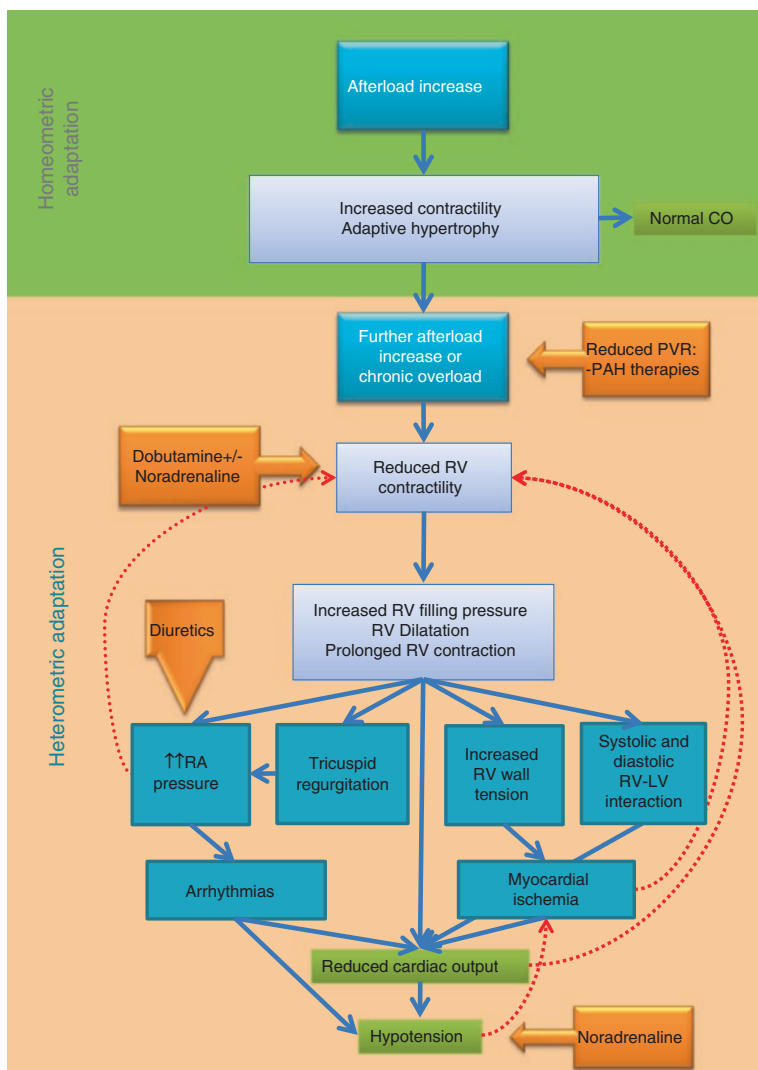 Homeometric
adaptation
Afterload increase
Increased contractility
Adaptive hypertrophy
Normal CO
Further afterload
increase or
chronic overload
Reduced PVR:
-PAH therapies
Dobutamine+/-
Noradrenaline
Reduced RV
contractility
Heterometric adaptation
Increased RV filling pressure
RV Dilatation
Prolonged RV contraction
Diuretics
↑↑RA
pressure
Tricuspid
regurgitation
Increased
RV wall
tension
Systolic and
diastolic
RV-LV
interaction
Arrhythmias
Myocardial
ischemia
Reduced cardiac output
Hypotension
Noradrenaline